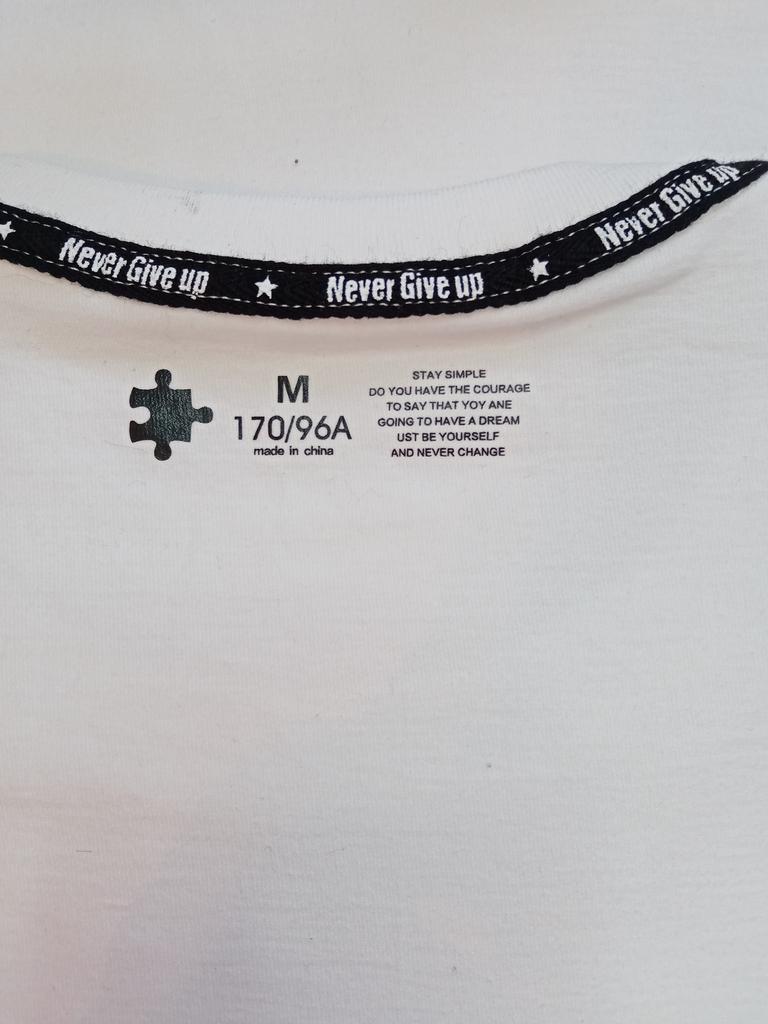 Never Give up
Never Give up
Never Give up
M
170/96A
made in china
STAY SIMPLE
DO YOU HAVE THE COURAGE
TO SAY THAT YOY ANE
GOING TO HAVE A DREAM
UST BE YOURSELF
AND NEVER CHANGE